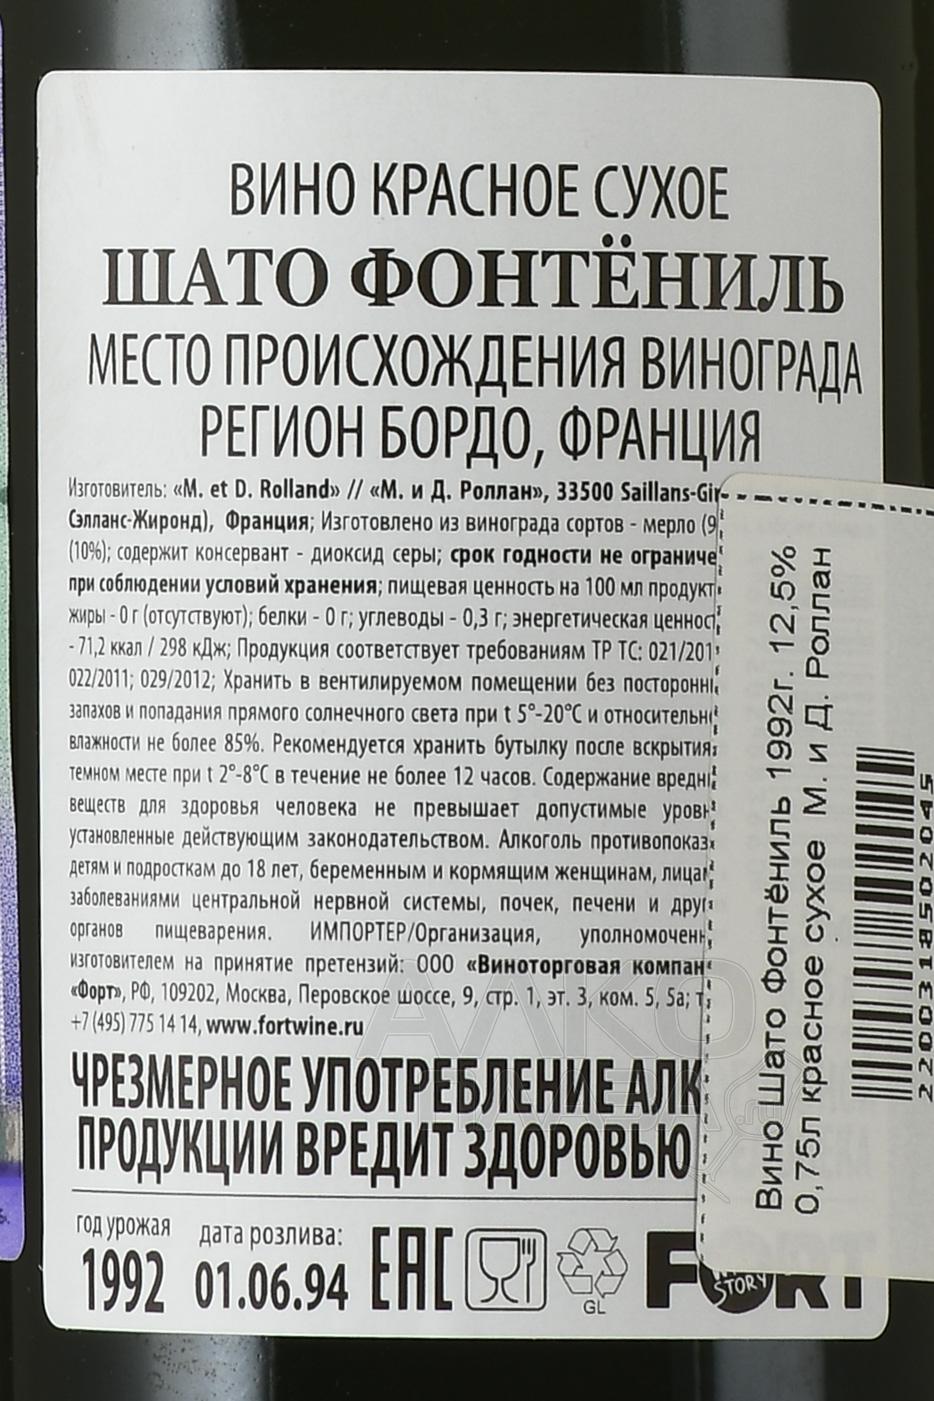 ВИНО КРАСНОЕ СУХОЕ
ШАТО ФОНТЁНИЛЬ
МЕСТО ПРОИСХОЖДЕНИЯ ВИНОГРАДА
РЕГИОН БОРДО, ФРАНЦИЯ
Изготовитель: «M. et D. Rolland» // «М. и Д. Роллан», 33500 Saillans-Gir
Сэлланс-Жиронд), Франция; Изготовлено из винограда сортов - мерло (9
(10%); содержит консервант - диоксид серы; срок годности не ограниче
при соблюдении условий хранения; пищевая ценность на 100 мл продукт
жиры - 0 г (отсутствуют); белки - 0 г; углеводы - 0,3 г; энергетическая ценнос
- 71,2 ккал / 298 кДж; Продукция соответствует требованиям ТР ТС: 021/201
022/2011; 029/2012; Хранить в вентилируемом помещении без посторонн
запахов и попадания прямого солнечного света при t 5°-20°C и относительн
влажности не более 85%. Рекомендуется хранить бутылку после вскрытия
темном месте при t 2°-8°C в течение не более 12 часов. Содержание вредн
веществ для здоровья человека не превышает допустимые уровн
установленные действующим законодательством. Алкоголь противопоказ
детям и подросткам до 18 лет, беременным и кормящим женщинам, лица
заболеваниями центральной нервной системы, почек, печени и друг
органов пищеварения. ИМПОРТЕР/Организация, уполномочен
изготовителем на принятие претензий: ООО «Виноторговая компан
«Форт», РФ, 109202, Москва, Перовское шоссе, 9, стр. 1, эт. 3, ком. 5, 5а; т
+7 (495) 775 14 14, www.fortwine.ru
ЧРЕЗМЕРНОЕ УПОТРЕБЛЕНИЕ АЛК
ПРОДУКЦИИ ВРЕДИТ ЗДОРОВЬЮ
год урожая
1992
дата розлива:
01.06.94
EAC
GL
FORT
STORY
Вино Шато Фонтёниль 1992г. 12,5%
0,75л красное сухое М. и Д. Роллан
2200318502045
АЛКО